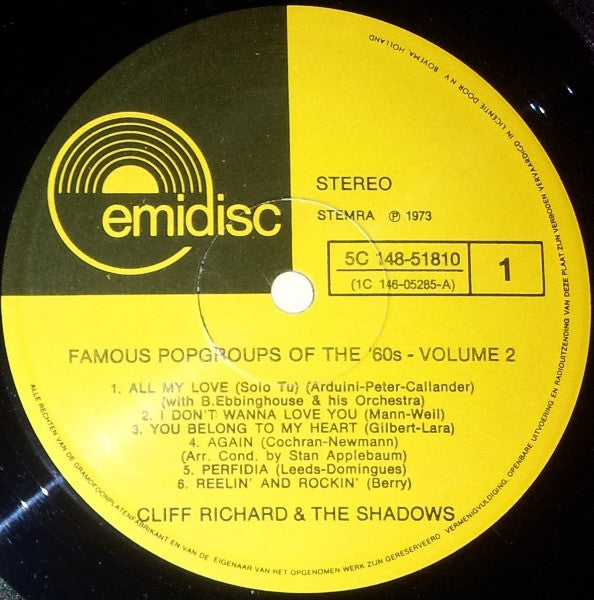 emidisc
STEREO
STEMRA Ⓟ 1973
5C 148-51810
(1C 146-05285-A)
1
FAMOUS POPGROUPS OF THE '60s - VOLUME 2
1. ALL MY LOVE (Solo Tu) (Arduini-Peter-Callander)
(with B.Ebbinghouse & his Orchestra)
2. I DON'T WANNA LOVE YOU (Mann-Weil)
3. YOU BELONG TO MY HEART (Gilbert-Lara)
4. AGAIN (Cochran-Newmann)
(Arr. Cond. by Stan Applebaum)
5. PERFIDIA (Leeds-Domingues)
6. REELIN' AND ROCKIN' (Berry)
CLIFF RICHARD & THE SHADOWS
ALLE RECHTEN VAN DE GRAMOFOONPLATENFABRIKANT EN VAN DE EIGENAAR VAN HET OPGENOMEN WERK ZIJN GERESERVEERD. VERMENIGVULDIGING, OPENBARE UITVOERING EN RADIOUITZENDING VAN DEZE PLAAT ZIJN VERBODEN VERVAARDIGD IN LICENTIE DOOR N.V. BOVEMA, HOLLAND